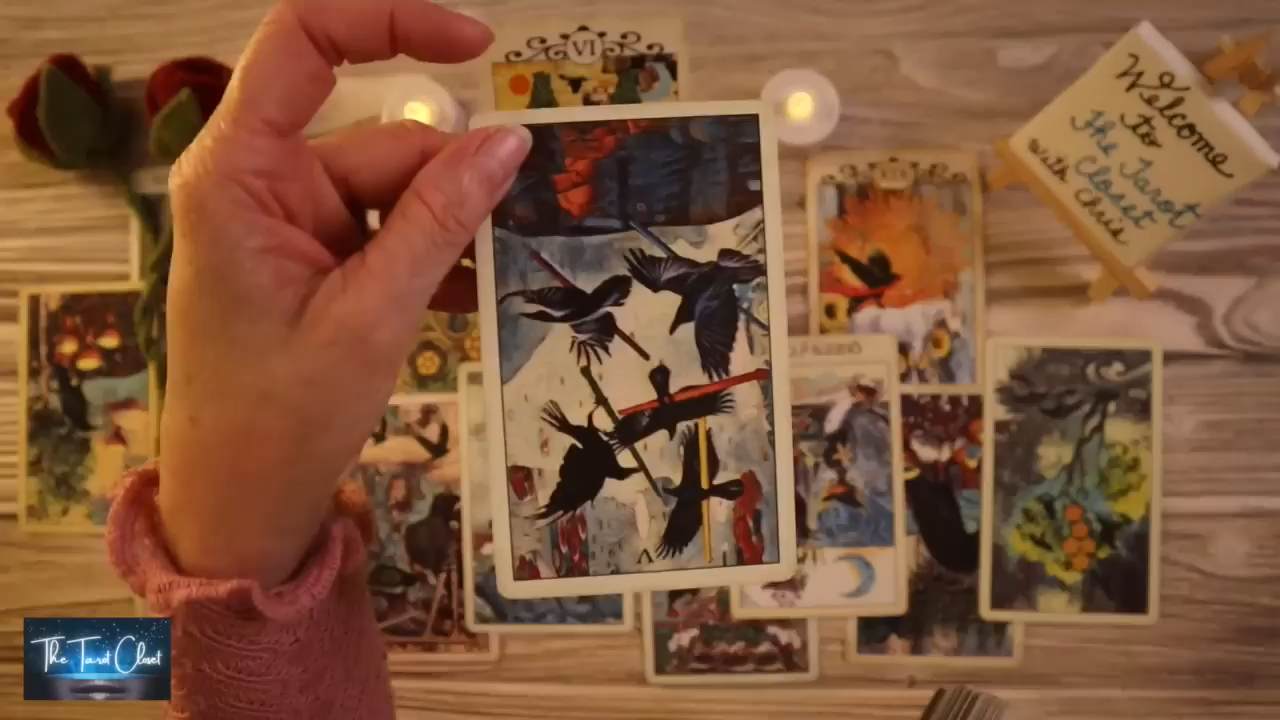 VI
Welcome
to
The Tarot
Closet
with Chris
V
The Tarot Closet